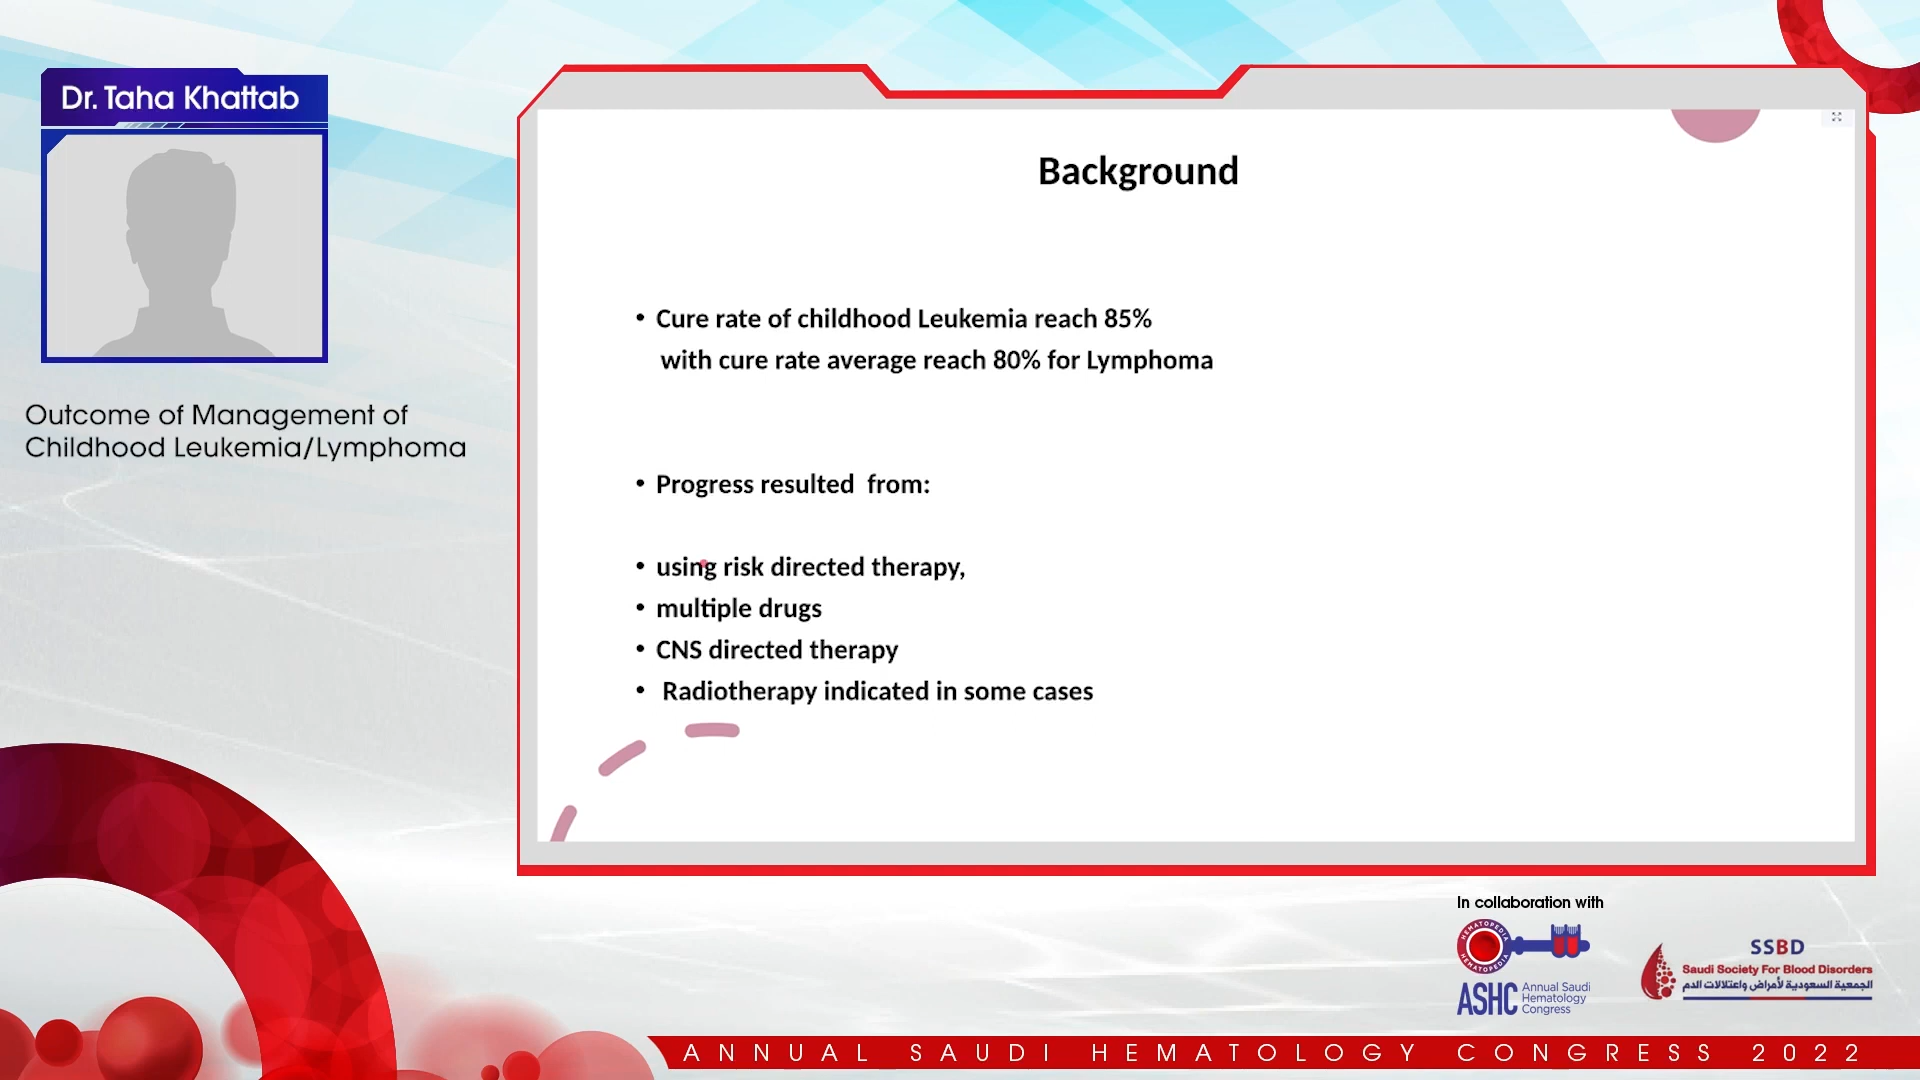 Dr. Taha Khattab
Outcome of Management of
Childhood Leukemia/Lymphoma
Background
• Cure rate of childhood Leukemia reach 85%
with cure rate average reach 80% for Lymphoma
• Progress resulted from:
• using risk directed therapy,
• multiple drugs
• CNS directed therapy
• Radiotherapy indicated in some cases
In collaboration with
HEMATOPEDIA
HEMATOPEDIA
ASHC
Annual Saudi
Hematology
Congress
SSBD
Saudi Society For Blood Disorders
الجمعية السعودية لأمراض واعتلالات الدم
ANNUAL SAUDI HEMATOLOGY CONGRESS 2022